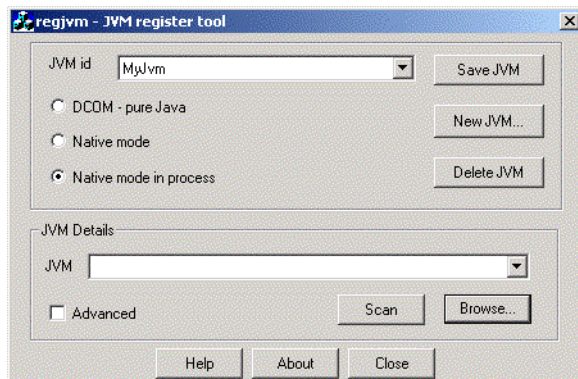 regjvm - JVM register tool
JVM id MyJvm Save JVM
DCOM - pure Java
New JVM...
Native mode
Native mode in process Delete JVM
JVM Details
JVM
Advanced Scan Browse...
Help About Close